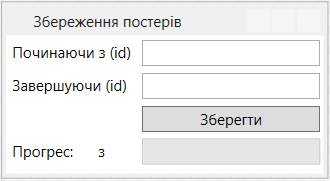 Збереження постерів
Починаючи з (id)
Завершуючи (id)
Зберегти
Прогрес: з